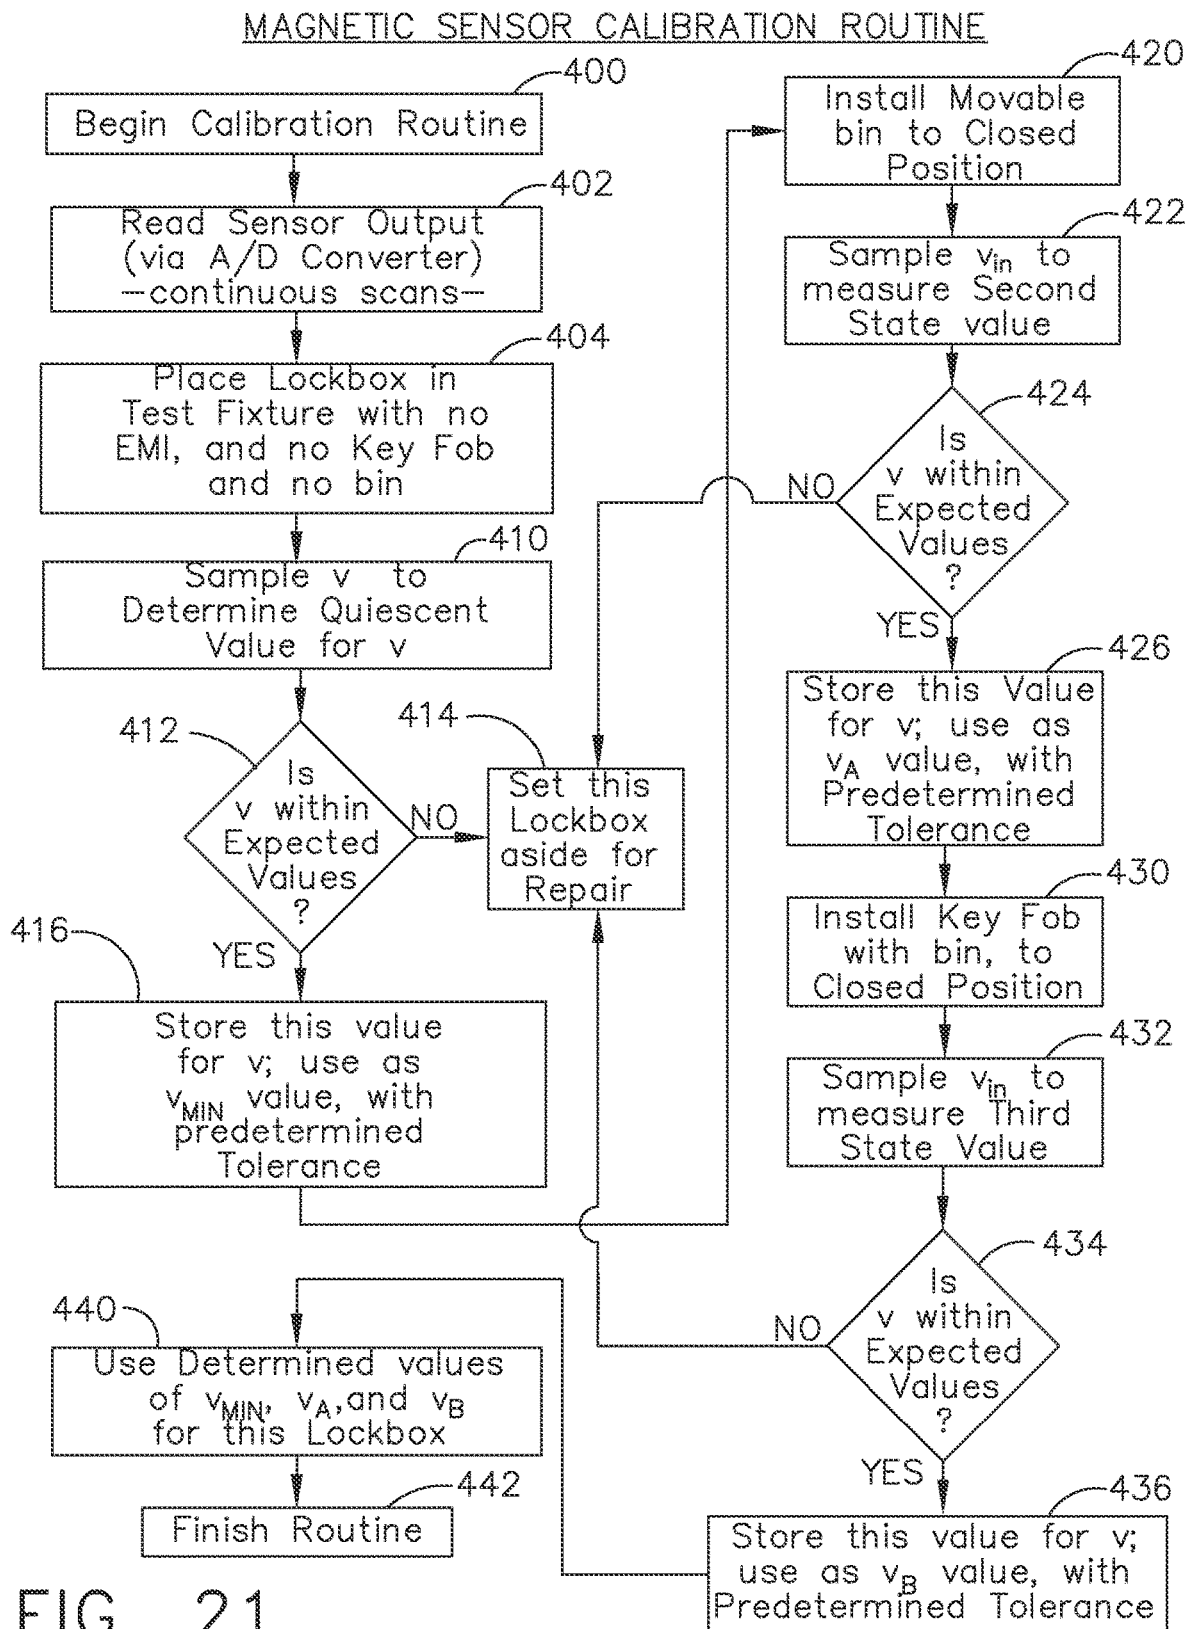 MAGNETIC SENSOR CALIBRATION ROUTINE
400
Begin Calibration Routine
402
Read Sensor Output
(via A/D Converter)
—continuous scans—
404
Place Lockbox in
Test Fixture with no
EMI, and no Key Fob
and no bin
410
Sample v to
Determine Quiescent
Value for v
412
Is
v within
Expected
Values
?
NO
YES
414
Set this
Lockbox
aside for
Repair
416
Store this value
for v; use as
vMIN value, with
predetermined
Tolerance
420
Install Movable
bin to Closed
Position
422
Sample vin to
measure Second
State value
424
Is
v within
Expected
Values
?
NO
YES
426
Store this Value
for v; use as
vA value, with
Predetermined
Tolerance
430
Install Key Fob
with bin, to
Closed Position
432
Sample vin to
measure Third
State Value
434
Is
v within
Expected
Values
?
NO
YES
436
Store this value for v;
use as vB value, with
Predetermined Tolerance
440
Use Determined values
of vMIN, vA,and vB
for this Lockbox
442
Finish Routine
FIG. 21